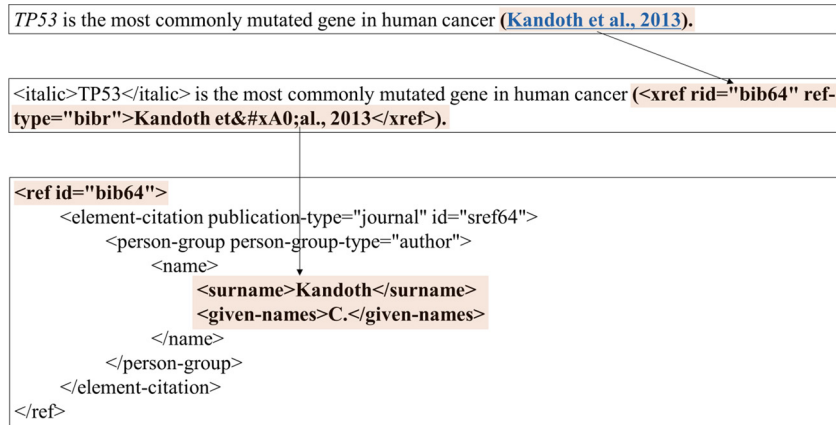 TP53 is the most commonly mutated gene in human cancer (Kandoth et al., 2013).
<italic>TP53</italic> is the most commonly mutated gene in human cancer (<xref rid="bib64" ref-
type="bibr">Kandoth et&#xA0;al., 2013</xref>).
<ref id="bib64">
<element-citation publication-type="journal" id="sref64">
<person-group person-group-type="author">
<name>
<surname>Kandoth</surname>
<given-names>C.</given-names>
</name>
</person-group>
</element-citation>
</ref>